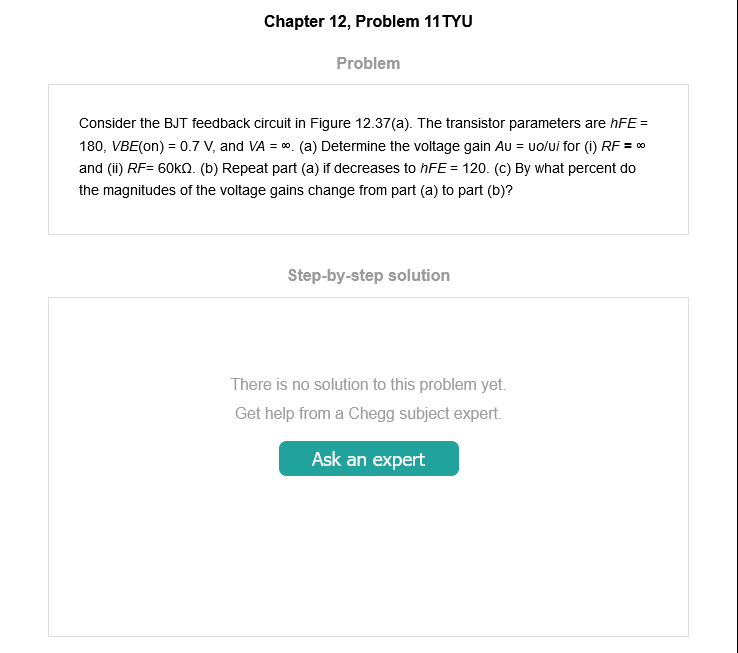 Chapter 12, Problem 11TYU
Problem
Consider the BJT feedback circuit in Figure 12.37(a). The transistor parameters are hFE =
180, VBE(on) = 0.7 V, and VA = ∞. (a) Determine the voltage gain Aυ = υo/υi for (i) RF = ∞
and (ii) RF= 60kΩ. (b) Repeat part (a) if decreases to hFE = 120. (c) By what percent do
the magnitudes of the voltage gains change from part (a) to part (b)?
Step-by-step solution
There is no solution to this problem yet.
Get help from a Chegg subject expert.
Ask an expert